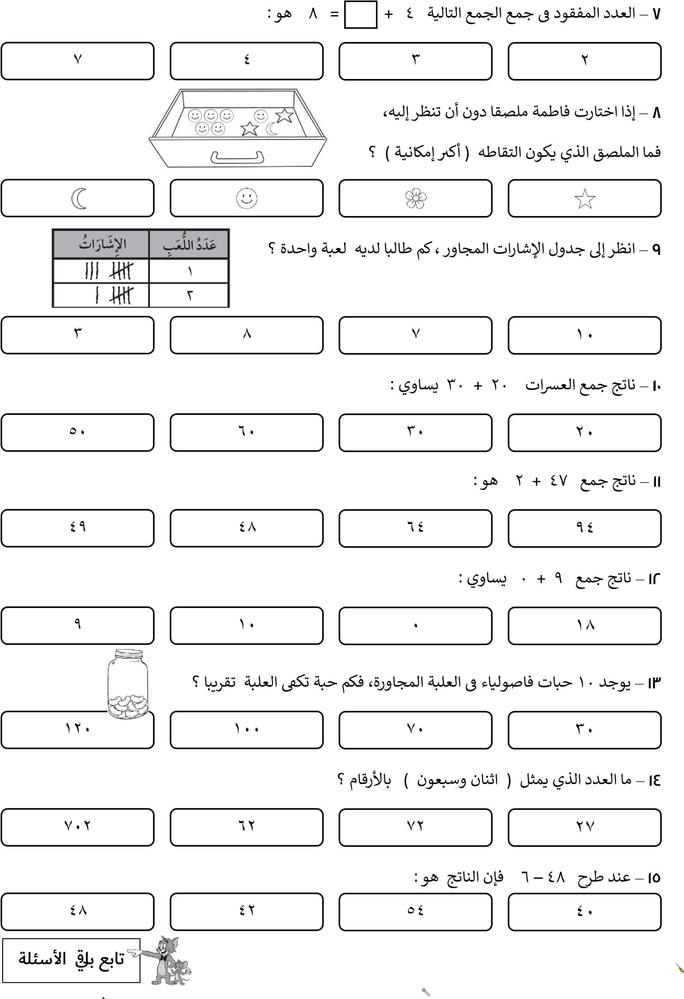 ٧ – العدد المفقود في جمع الجمع التالية ٤ + = ٨ هو :
٢ ٣ ٤ ٧
٨ – إذا اختارت فاطمة ملصقا دون أن تنظر إليه،
فما الملصق الذي يكون التقاطه ( أكبر إمكانية ) ؟
٩ – انظر إلى جدول الإشارات المجاور ، كم طالبا لديه لعبة واحدة ؟
عَدَدُ اللُّعَبِ الإِشَارَاتُ
١
٢
١٠ ٧ ٨ ٣
١٠ – ناتج جمع العسرات ٢٠ + ٣٠ يساوي :
٢٠ ٣٠ ٦٠ ٥٠
١١ – ناتج جمع ٤٧ + ٢ هو :
٩٤ ٦٤ ٤٨ ٤٩
١٢ – ناتج جمع ٩ + ٠ يساوي :
١٨ ٠ ١٠ ٩
١٣ – يوجد ١٠ حبات فاصولياء في العلبة المجاورة، فكم حبة تكفى العلبة تقريبا ؟
٣٠ ٧٠ ١٠٠ ١٢٠
١٤ – ما العدد الذي يمثل ( اثنان وسبعون ) بالأرقام ؟
٢٧ ٧٢ ٦٢ ٧٠٢
١٥ – عند طرح ٤٨ – ٦ فإن الناتج هو :
٤٠ ٥٤ ٤٢ ٤٨
تابع باقي الأسئلة